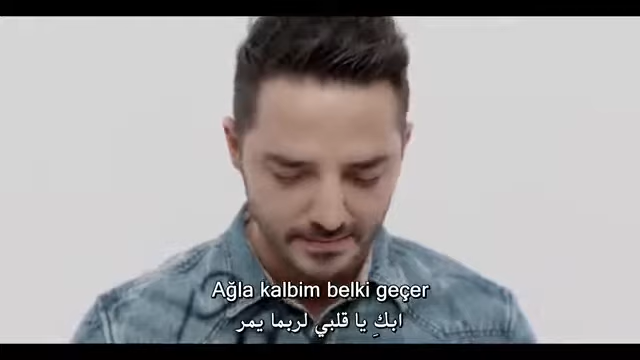 Ağla kalbim belki geçer
ابكِ يا قلبي لربما يمر